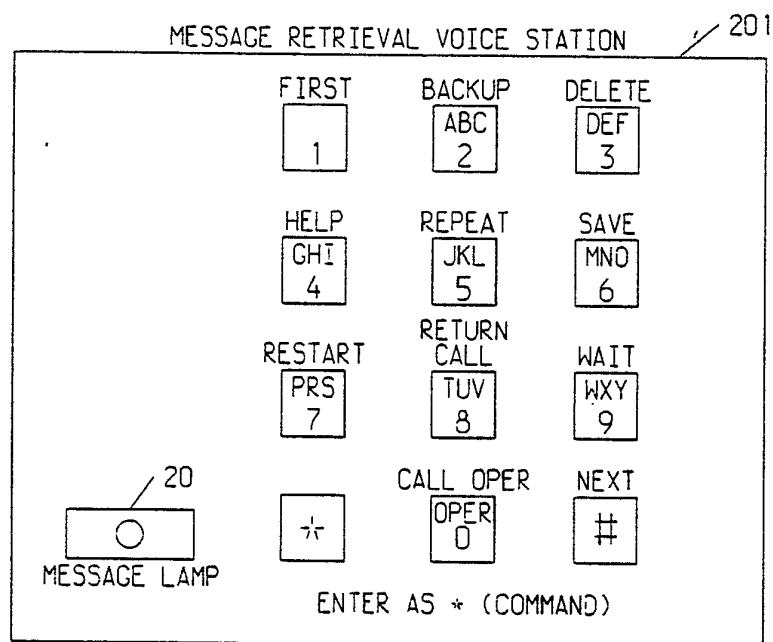 MESSAGE RETRIEVAL VOICE STATION
201
FIRST BACKUP DELETE
ABC DEF
1 2 3
HELP REPEAT SAVE
GHI JKL MNO
4 5 6
RETURN
RESTART CALL WAIT
PRS TUV WXY
7 8 9
20
CALL OPER NEXT
OPER
* 0 #
MESSAGE LAMP
ENTER AS * (COMMAND)